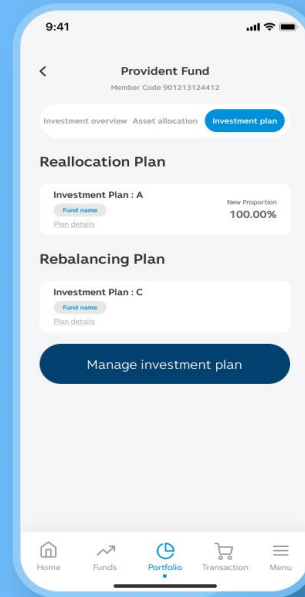 9:41
Provident Fund
Member Code 901213124412
Investment overview Asset allocation Investment plan
Reallocation Plan
Investment Plan : A
Fund name
Plan details
New Proportion
100.00%
Rebalancing Plan
Investment Plan : C
Fund name
Plan details
Manage investment plan
Home Funds Portfolio Transaction Menu